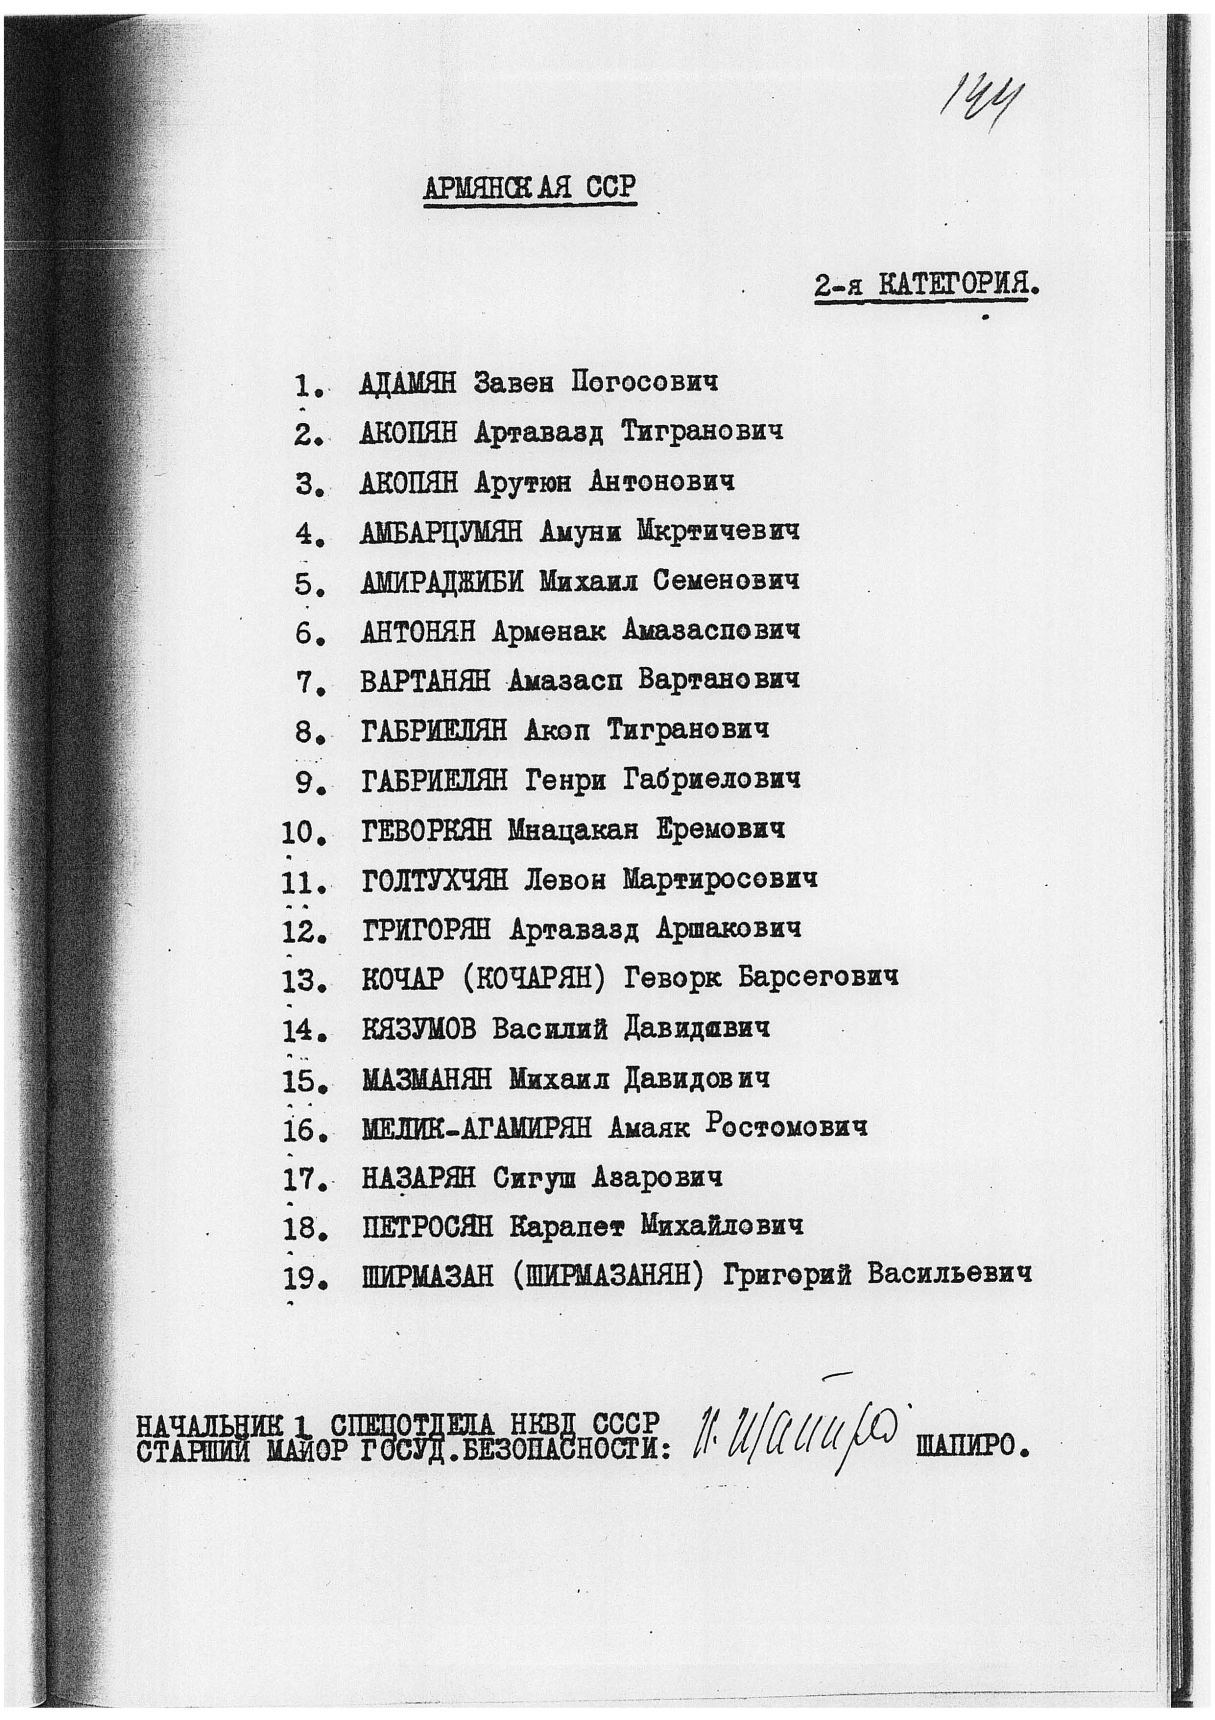 144
АРМЯНСКАЯ ССР
2-я КАТЕГОРИЯ.
1. АДАМЯН Завен Погосович
2. АКОПЯН Артавазд Тигранович
3. АКОПЯН Арутюн Антонович
4. АМБАРЦУМЯН Амуни Мкртичевич
5. АМИРАДЖИБИ Михаил Семенович
6. АНТОНЯН Арменак Амазаспович
7. ВАРТАНЯН Амазасп Вартанович
8. ГАБРИЕЛЯН Акоп Тигранович
9. ГАБРИЕЛЯН Генри Габриелович
10. ГЕВОРКЯН Мнацакан Еремович
11. ГОЛТУХЧЯН Левон Мартиросович
12. ГРИГОРЯН Артавазд Аршакович
13. КОЧАР (КОЧАРЯН) Геворк Барсегович
14. КЯЗУМОВ Василий Давидович
15. МАЗМАНЯН Михаил Давидович
16. МЕЛИК-АГАМИРЯН Амаяк Ростомович
17. НАЗАРЯН Сигуш Азарович
18. ПЕТРОСЯН Карапет Михайлович
19. ШИРМАЗАН (ШИРМАЗАНЯН) Григорий Васильевич
НАЧАЛЬНИК 1 СПЕЦОТДЕЛА НКВД СССР
СТАРШИЙ МАЙОР ГОСУД.БЕЗОПАСНОСТИ: И. Шапиро ШАПИРО.